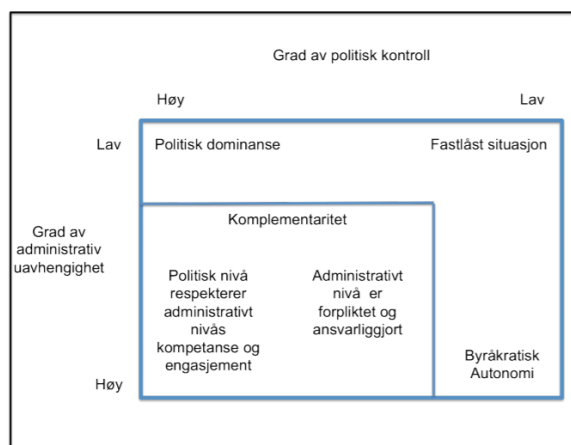 Grad av politisk kontroll
Høy
Lav
Lav
Politisk dominanse
Fastlåst situasjon
Komplementaritet
Grad av
administrativ
uavhengighet
Politisk nivå
respekterer
administrativt
nivås
kompetanse og
engasjement
Administrativt
nivå er
forpliktet og
ansvarliggjort
Byråkratisk
Autonomi
Høy